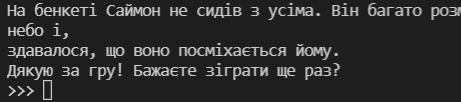 На бенкеті Саймон не сидів з усіма. Він багато
небо і,
здавалося, що воно посміхається йому.
Дякую за гру! Бажаєте зіграти ще раз?
>>>